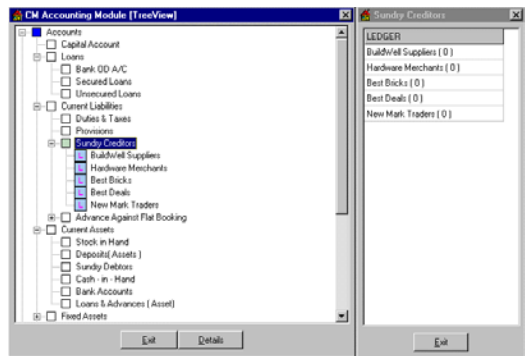 CM Accounting Module [TreeView]
Accounts
Capital Account
Loans
Bank OD A/C
Secured Loans
Unsecured Loans
Current Liabilities
Duties & Taxes
Provisions
Sundry Creditors
L BuildWell Suppliers
L Hardware Merchants
L Best Bricks
L Best Deals
L New Mark Traders
Advance Against Flat Booking
Current Assets
Stock in Hand
Deposits( Assets )
Sundry Debtors
Cash - in - Hand
Bank Accounts
Loans & Advances ( Asset)
Fixed Assets
Exit Details
Sundry Creditors
LEDGER
BuildWell Suppliers ( 0 )
Hardware Merchants ( 0 )
Best Bricks ( 0 )
Best Deals ( 0 )
New Mark Traders ( 0 )
Exit